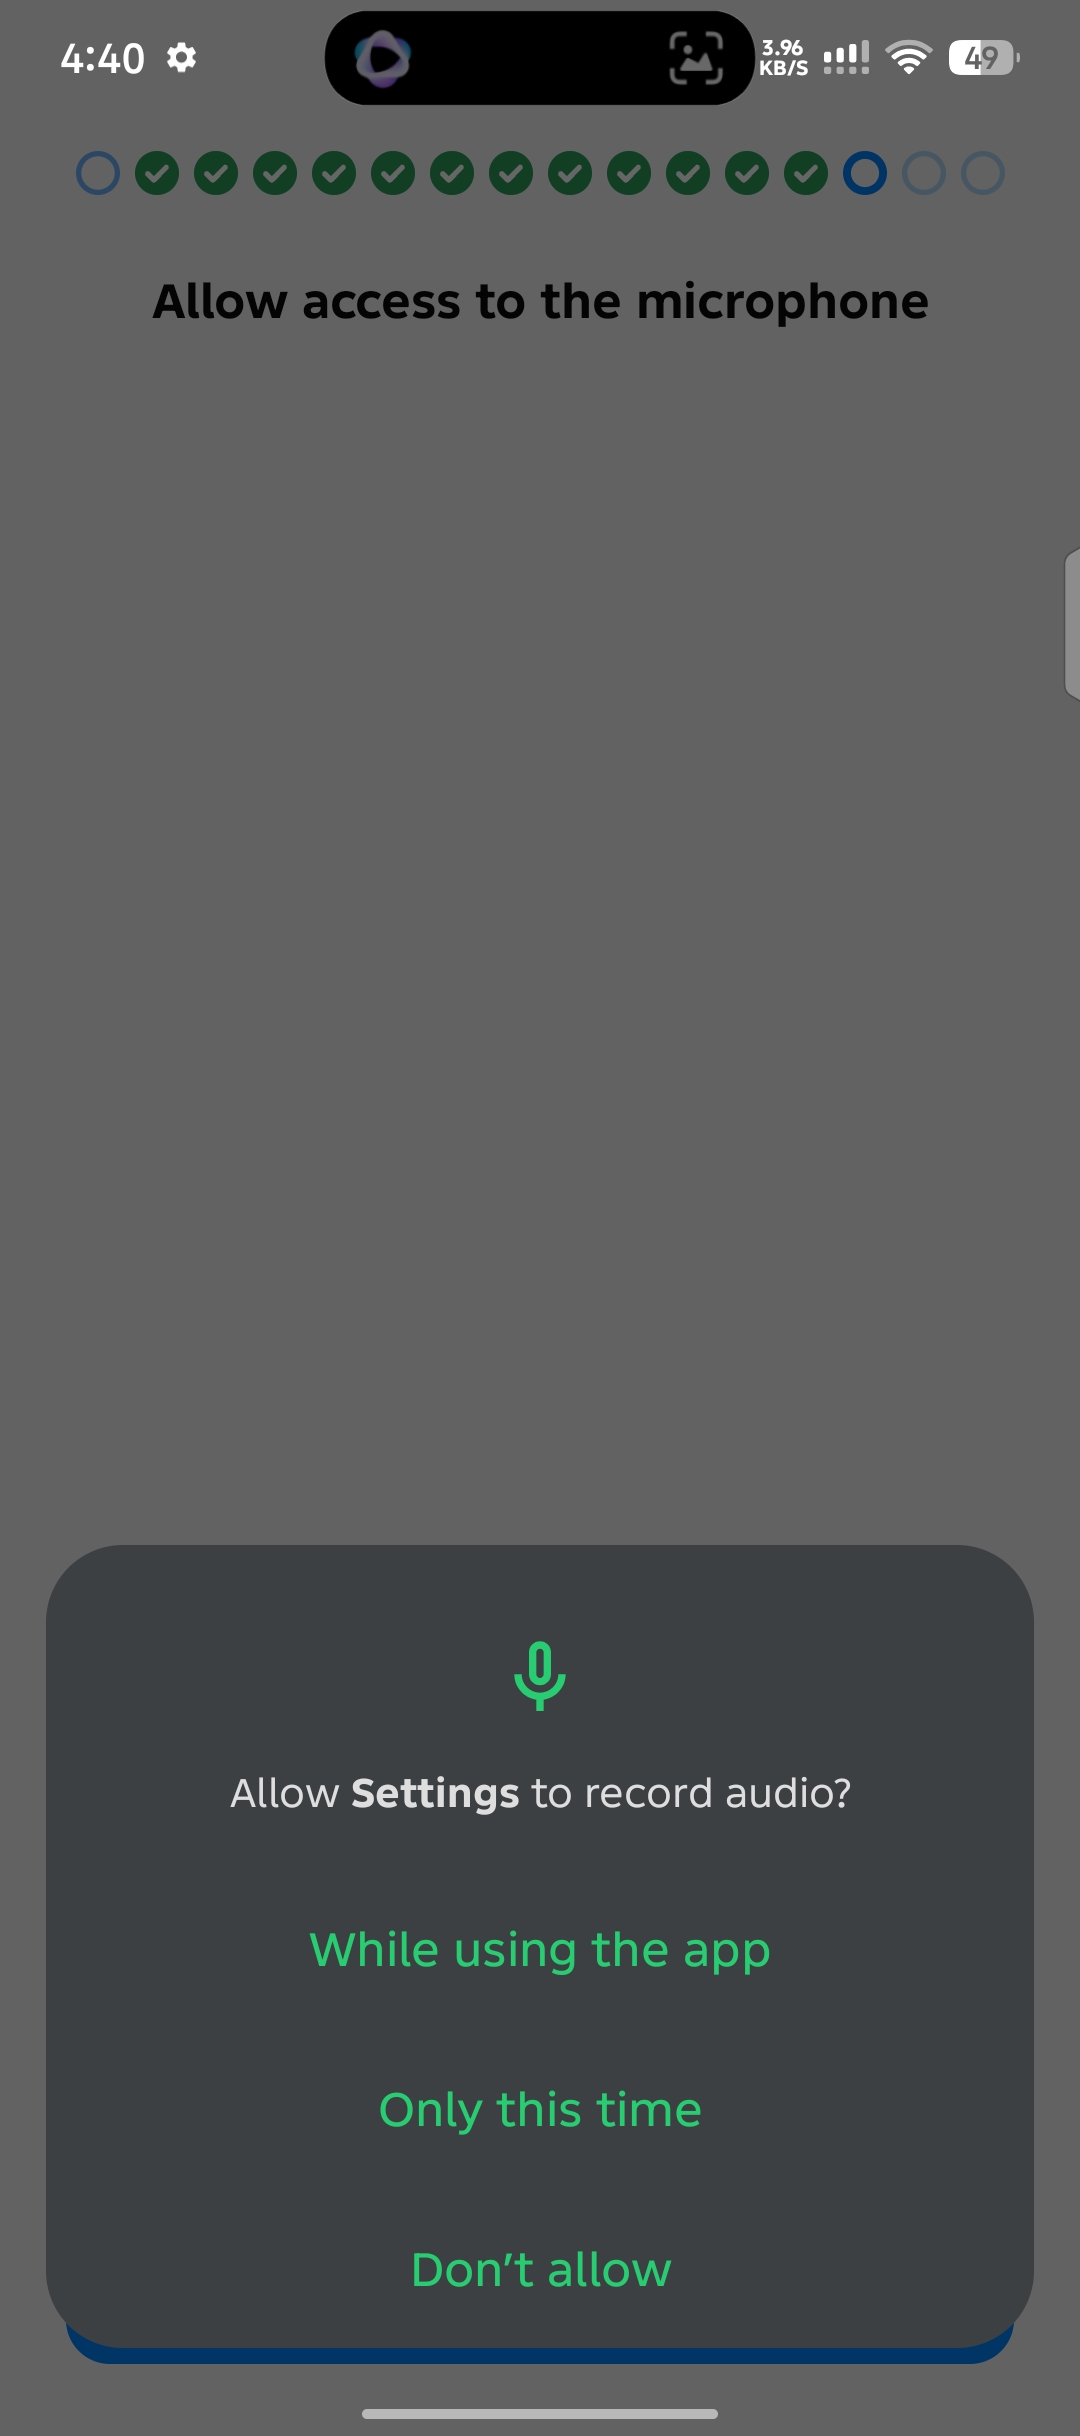 4:40
3.96
KB/S
49
Allow access to the microphone
Allow Settings to record audio?
While using the app
Only this time
Don't allow